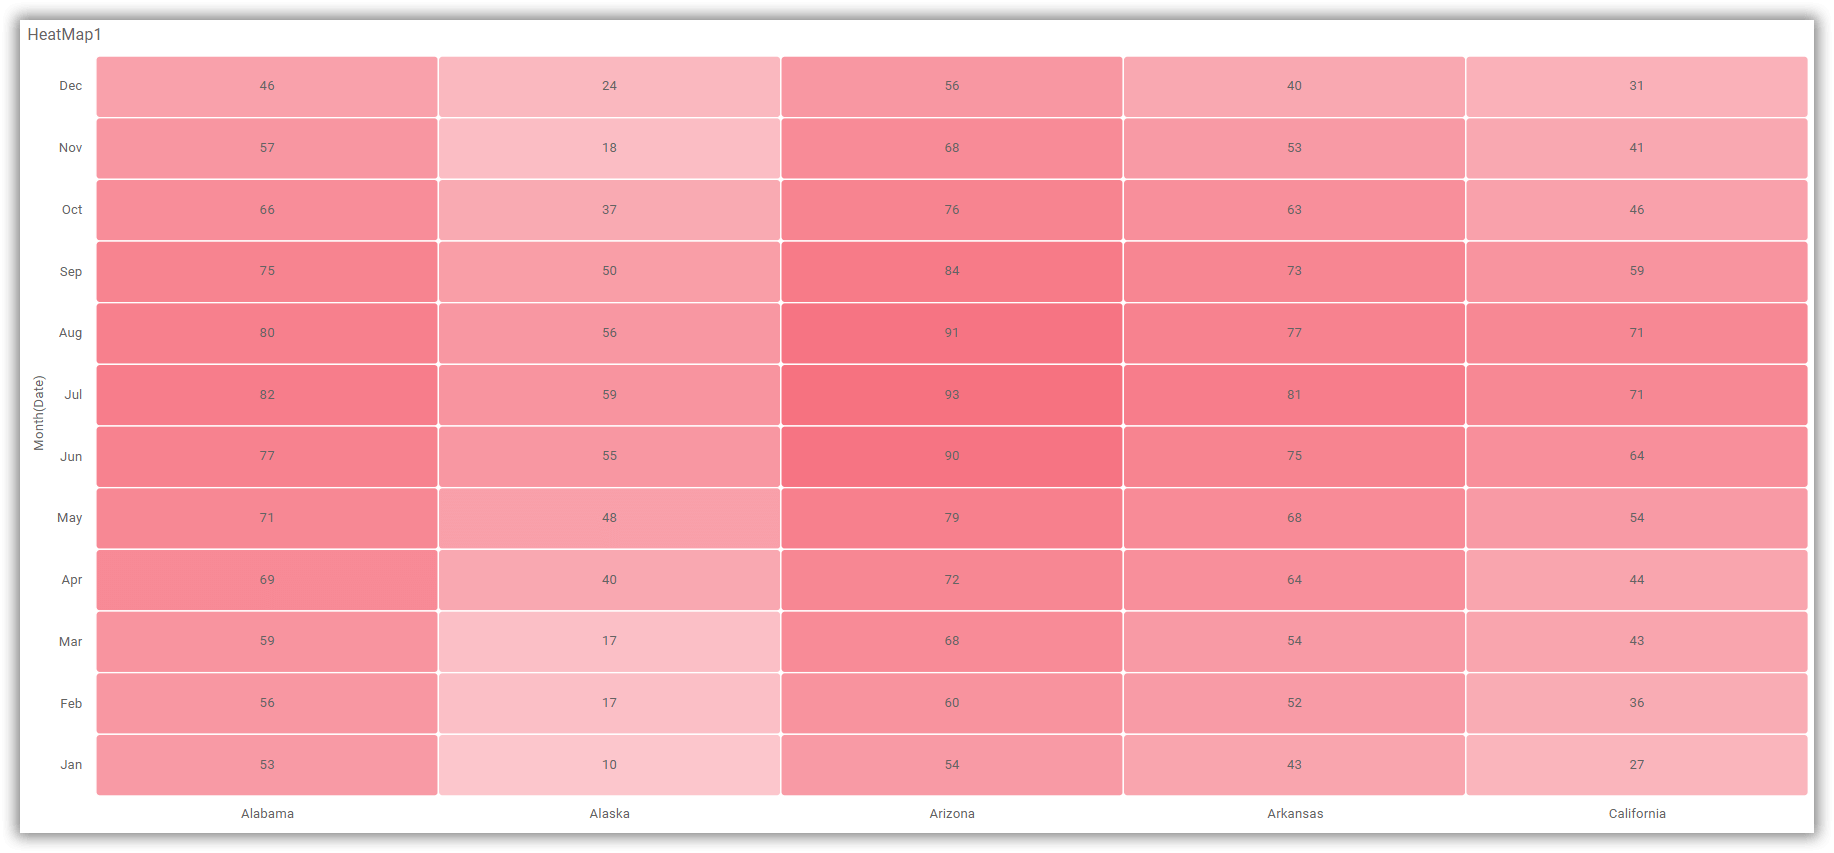 HeatMap1
Month(Date)
Dec 46 24 56 40 31
Nov 57 18 68 53 41
Oct 66 37 76 63 46
Sep 75 50 84 73 59
Aug 80 56 91 77 71
Jul 82 59 93 81 71
Jun 77 55 90 75 64
May 71 48 79 68 54
Apr 69 40 72 64 44
Mar 59 17 68 54 43
Feb 56 17 60 52 36
Jan 53 10 54 43 27
Alabama Alaska Arizona Arkansas California